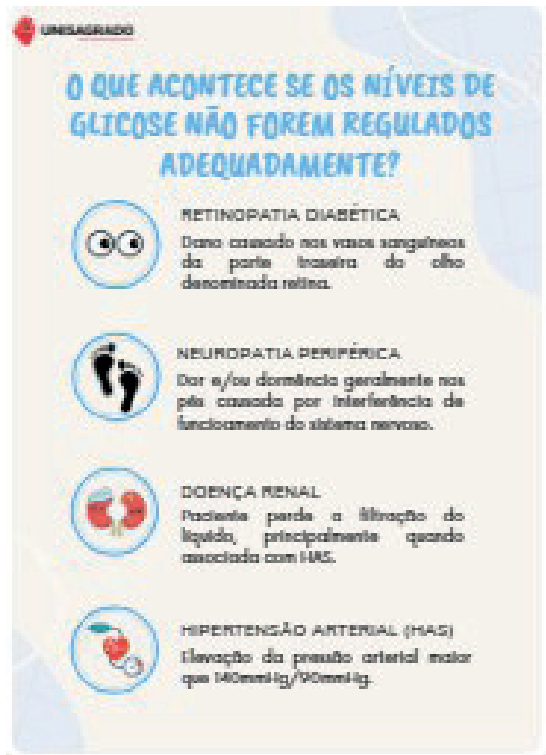 UNISAGRADO
O QUE ACONTECE SE OS NÍVEIS DE
GLICOSE NÃO FOREM REGULADOS
ADEQUADAMENTE?
RETINOPATIA DIABÉTICA
Dano causado nos vasos sanguíneos
da parte traseira do olho
denominada retina.
NEUROPATIA PERIFÉRICA
Dor e/ou dormência geralmente nos
pés causada por interferência de
funcioamento do sistema nervoso.
DOENÇA RENAL
Paciente perde a filtração do
líquido, principalmente quando
associada com HAS.
HIPERTENSÃO ARTERIAL (HAS)
Elevação da pressão arterial maior
que 140mmHg/90mmHg.